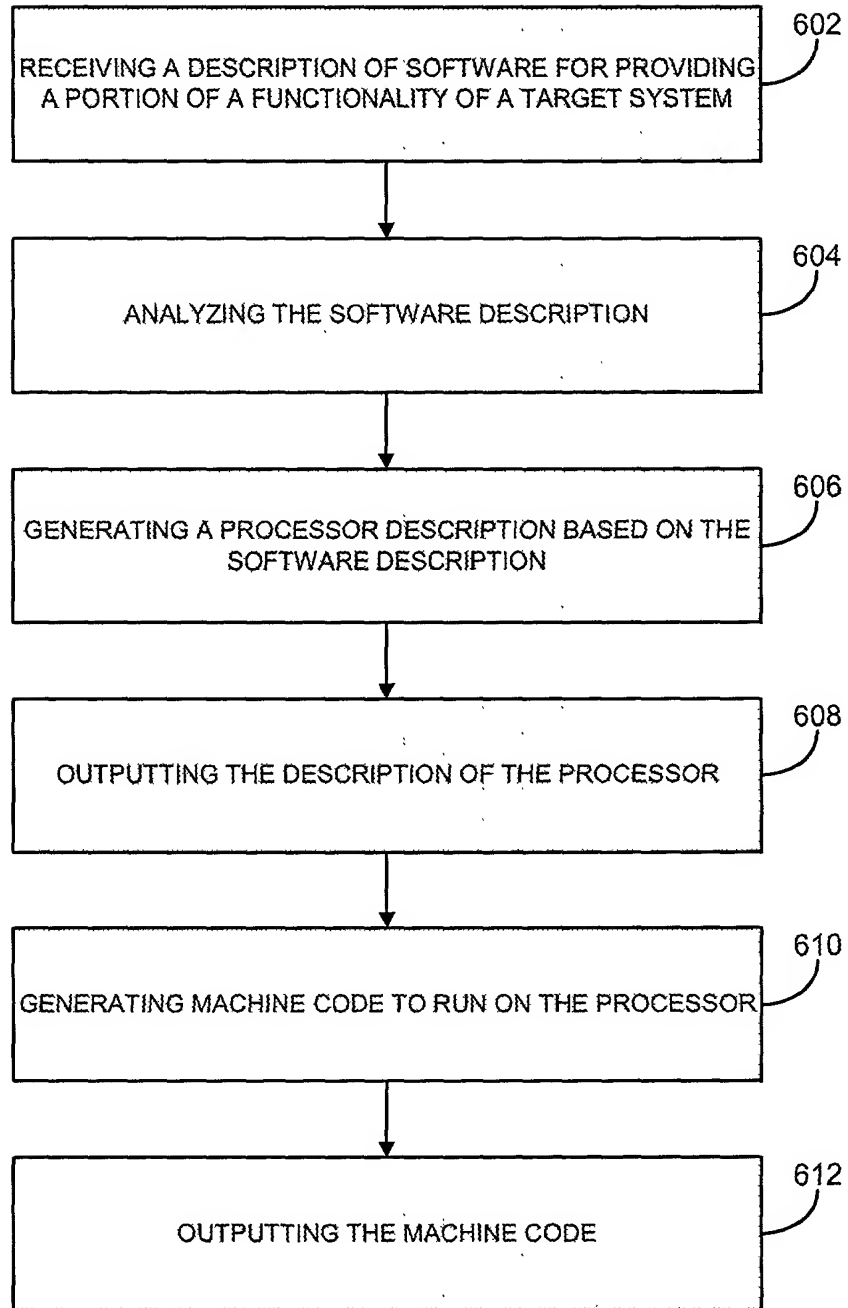 602
RECEIVING A DESCRIPTION OF SOFTWARE FOR PROVIDING
A PORTION OF A FUNCTIONALITY OF A TARGET SYSTEM
604
ANALYZING THE SOFTWARE DESCRIPTION
606
GENERATING A PROCESSOR DESCRIPTION BASED ON THE
SOFTWARE DESCRIPTION
608
OUTPUTTING THE DESCRIPTION OF THE PROCESSOR
610
GENERATING MACHINE CODE TO RUN ON THE PROCESSOR
612
OUTPUTTING THE MACHINE CODE